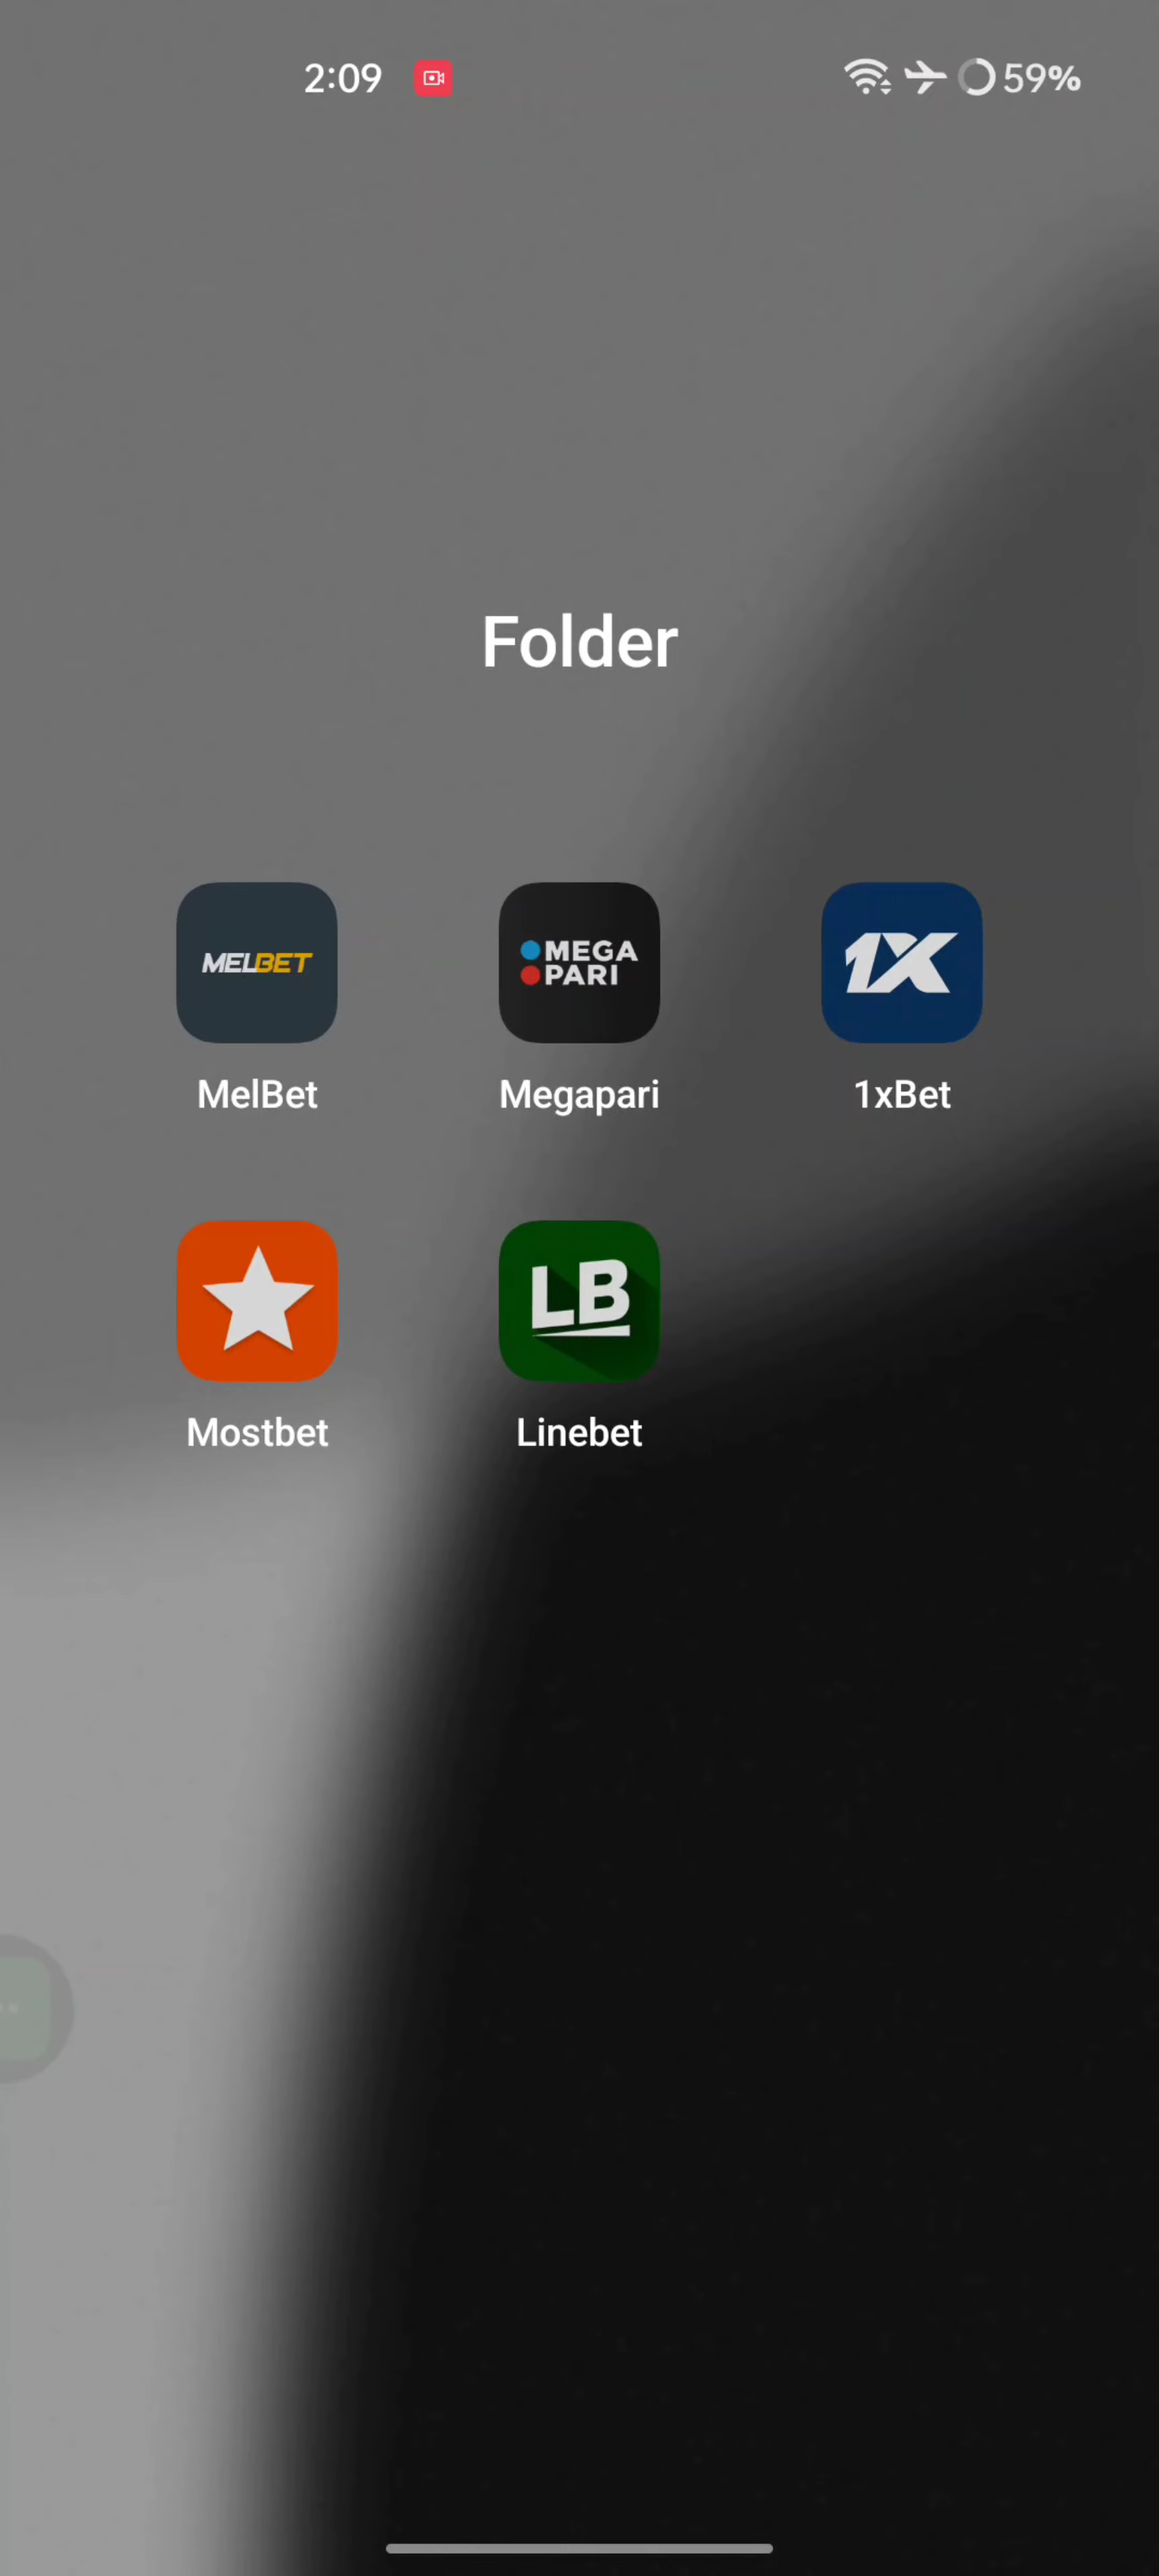 2:09 59%
Folder
MELBET
MEGA PARI
1X
MelBet Megapari 1xBet
LB
Mostbet Linebet